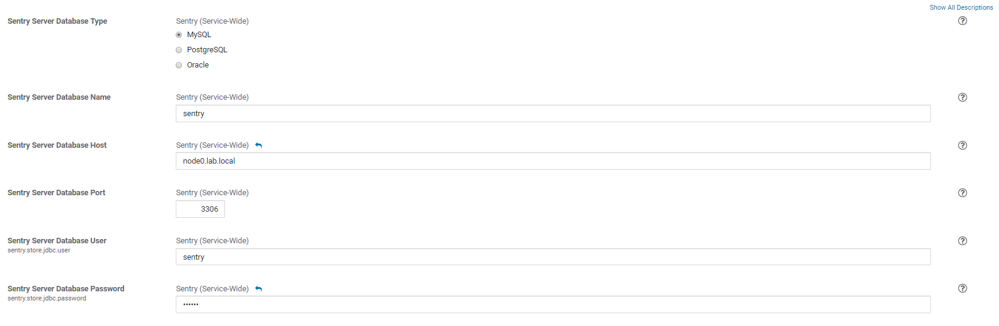 Show All Descriptions
Sentry Server Database Type
Sentry (Service-Wide)
MySQL
PostgreSQL
Oracle
Sentry Server Database Name
Sentry (Service-Wide)
sentry
Sentry Server Database Host
Sentry (Service-Wide)
node0.lab.local
Sentry Server Database Port
Sentry (Service-Wide)
3306
Sentry Server Database User
sentry.store.jdbc.user
Sentry (Service-Wide)
sentry
Sentry Server Database Password
sentry.store.jdbc.password
Sentry (Service-Wide)
••••••